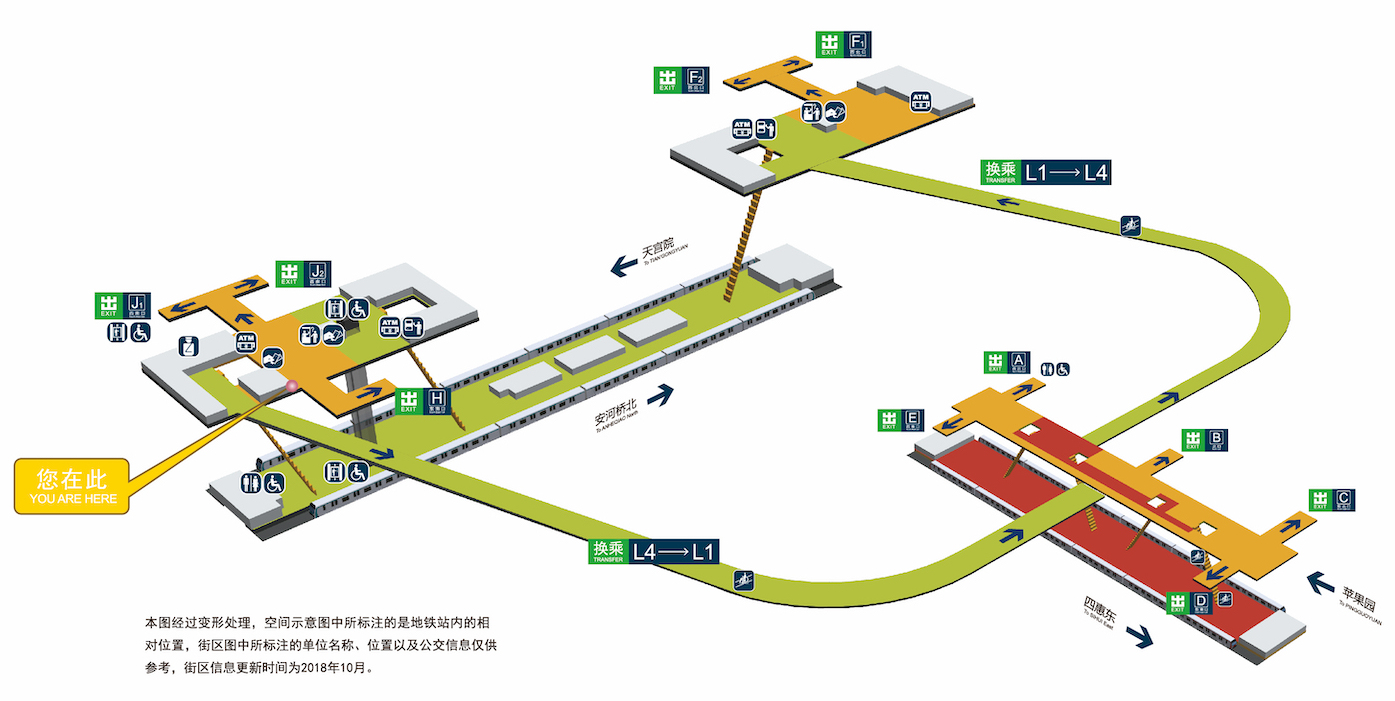 出 EXIT F1 西北口
出 EXIT F2
ATM
ATM
换乘 TRANSFER L1→L4
天宫院
To TIANGONGYUAN
出 EXIT J2
出 EXIT J1
ATM
ATM
出 EXIT A
出 EXIT H
安河桥北
To ANHEQIAO North
出 EXIT E
出 EXIT B
您在此
YOU ARE HERE
出 EXIT C
换乘 TRANSFER L4→L1
出 EXIT D
苹果园
To PINGGUOYUAN
四惠东
To SIHUI East
本图经过变形处理，空间示意图中所标注的是地铁站内的相
对位置，街区图中所标注的单位名称、位置以及公交信息仅供
参考，街区信息更新时间为2018年10月。